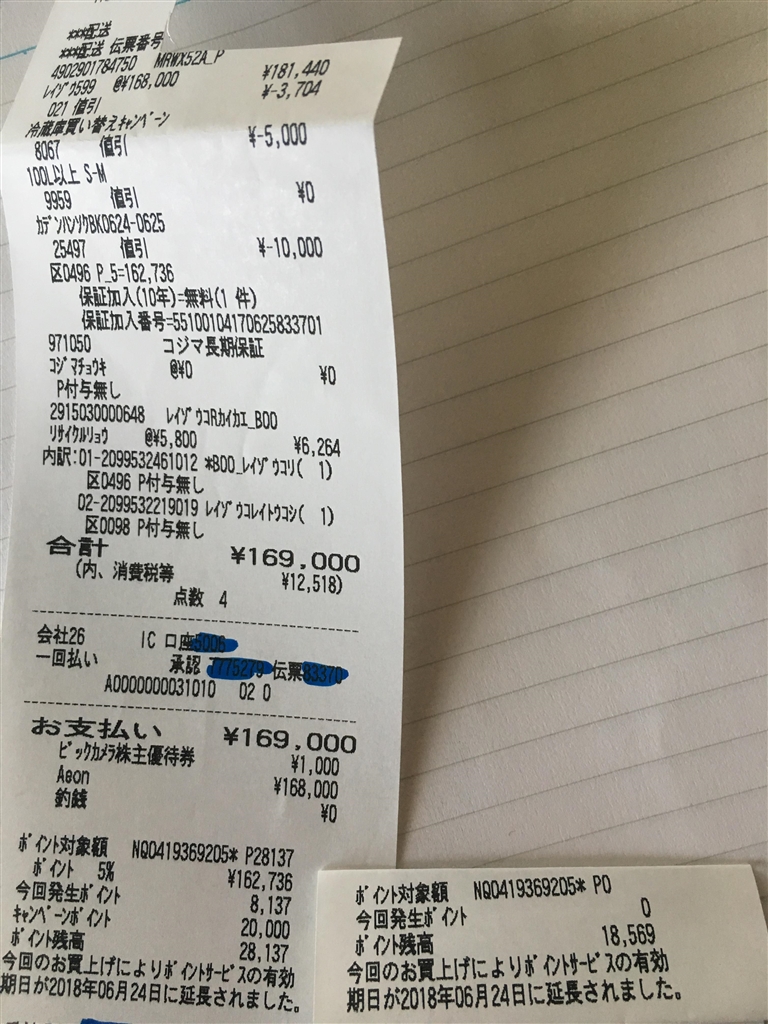 ***配送
***配送 伝票番号
4902901784750 MRWX52A_P
ﾚｲｿﾞｳ599 @¥168,000 ¥181,440
021 値引 ¥-3,704
冷蔵庫買い替えｷｬﾝﾍﾟｰﾝ
8067 値引 ¥-5,000
100L以上 S-M
9959 値引 ¥0
ｶﾃﾞﾝﾊﾝｿｸBK0624-0625
25497 値引 ¥-10,000
区0496 P_5=162,736
保証加入(10年)=無料(1 件)
保証加入番号=55100104170625833701
971050 コジマ長期保証
ｺｼﾞﾏﾁｮｳｷ @¥0 ¥0
P付与無し
2915030000648 ﾚｲｿﾞｳｺRｶｲｶｴ_B00
ﾘｻｲｸﾙﾘｮｳ @¥5,800 ¥6,264
内訳:01-2099532461012 *B00_ﾚｲｿﾞｳｺﾘ( 1)
区0496 P付与無し
02-2099532219019 ﾚｲｿﾞｳｺﾚｲﾄｳｺｼ( 1)
区0098 P付与無し
合計 ¥169,000
(内、消費税等 ¥12,518)
点数 4
会社26 IC 口座5006
一回払い 承認 7775279 伝票83370
A0000000031010 02 0
お支払い ¥169,000
ﾋﾞｯｸｶﾒﾗ株主優待券 ¥1,000
Aeon ¥168,000
釣銭 ¥0
ﾎﾟｲﾝﾄ対象額 NQ0419369205* P28137
ﾎﾟｲﾝﾄ 5% ¥162,736
今回発生ﾎﾟｲﾝﾄ 8,137
ｷｬﾝﾍﾟｰﾝﾎﾟｲﾝﾄ 20,000
ﾎﾟｲﾝﾄ残高 28,137
今回のお買上げによりﾎﾟｲﾝﾄｻｰﾋﾞｽの有効
期日が2018年06月24日に延長されました。
ﾎﾟｲﾝﾄ対象額 NQ0419369205* P0
今回発生ﾎﾟｲﾝﾄ 0
ﾎﾟｲﾝﾄ残高 18,569
今回のお買上げによりﾎﾟｲﾝﾄｻｰﾋﾞｽの有効
期日が2018年06月24日に延長されました。